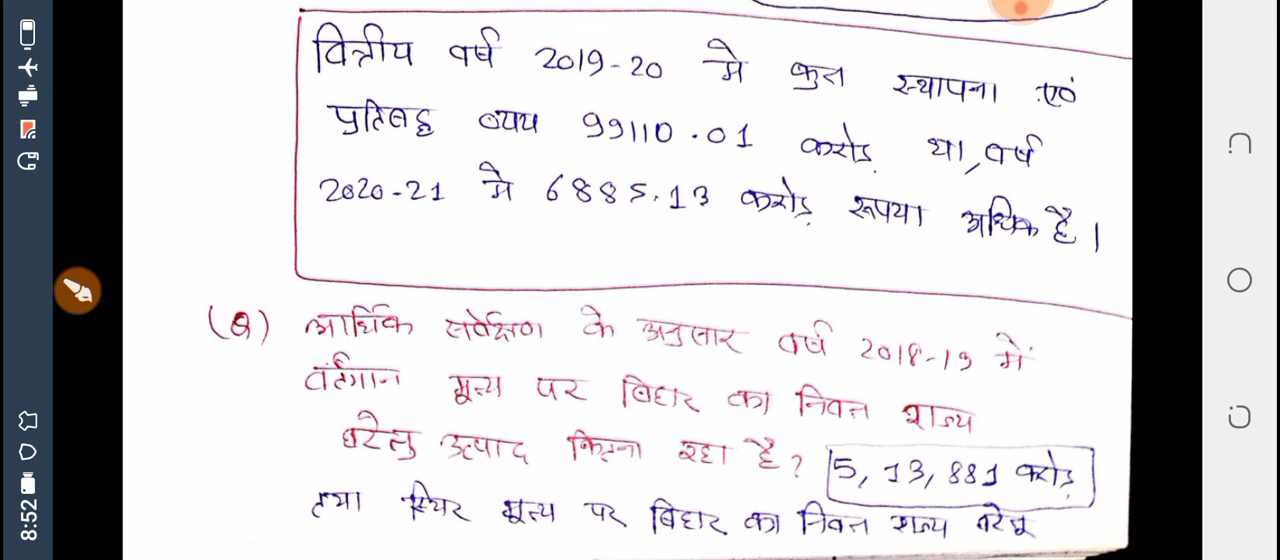 वित्तीय वर्ष 2019-20 मे कुल स्थापना एवं
प्रतिबद्ध व्यय 99110.01 करोड़ था, वर्ष
2020-21 मे 6885.13 करोड़ रूपया अधिक है।
(Q) आर्थिक सर्वेक्षण के अनुसार वर्ष 2018-19 में
वर्तमान मूल्य पर बिहार का निवल राज्य
घरेलु उत्पाद कितना रहा है? 5,13,881 करोड़
तथा स्थिर मूल्य पर बिहार का निवल राज्य घरेलू
8:52